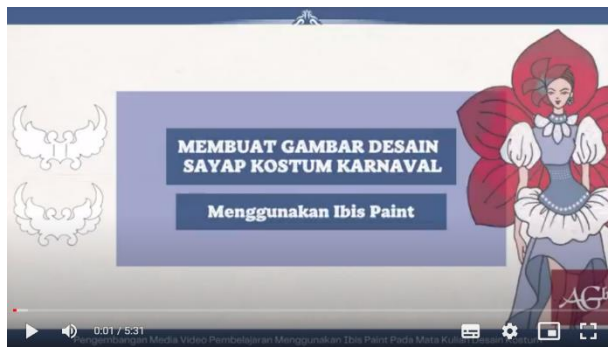 MEMBUAT GAMBAR DESAIN
SAYAP KOSTUM KARNAVAL
Menggunakan Ibis Paint
AG
0:01 / 5:31
Pengembangan Media Video Pembelajaran Menggunakan Ibis Paint Pada Mata Kuliah Desain Kostum